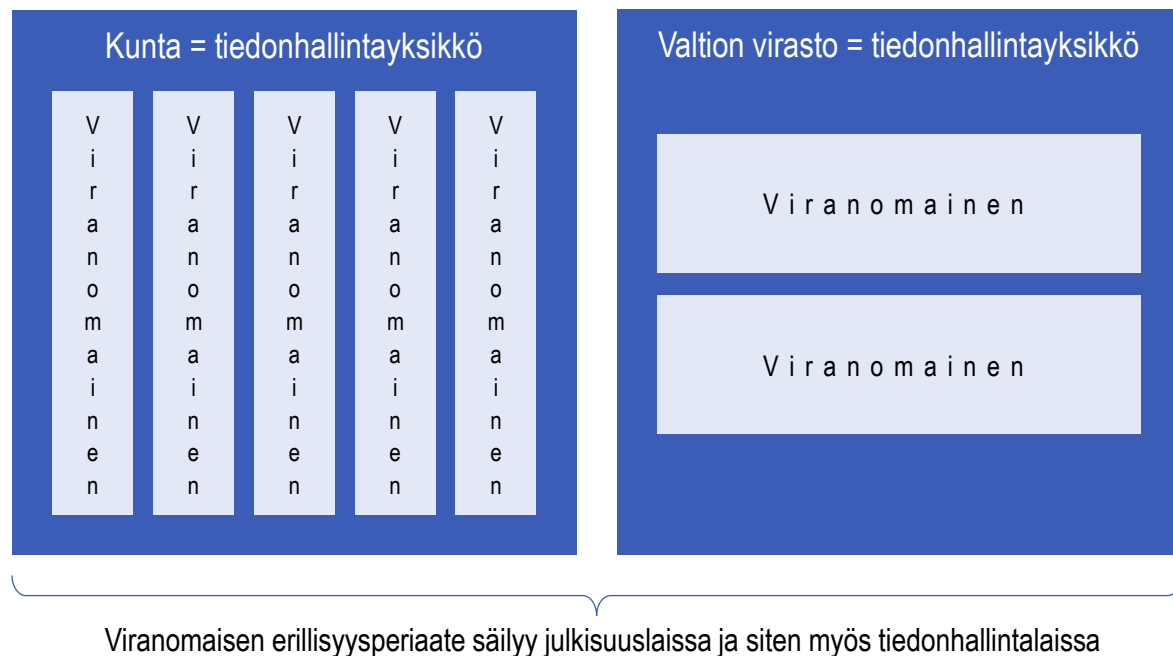 Kunta = tiedonhallintayksikkö
Viranomainen
Viranomainen
Viranomainen
Viranomainen
Viranomainen
Valtion virasto = tiedonhallintayksikkö
Viranomainen
Viranomainen
Viranomaisen erillisyysperiaate säilyy julkisuuslaissa ja siten myös tiedonhallintalaissa